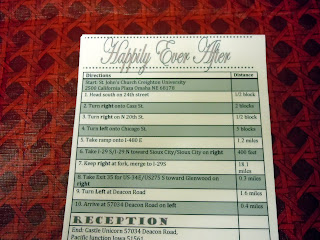 Happily Ever After
Directions Distance
Start: St. John's Church Creighton University
2500 California Plaza Omaha NE 68178
1. Head south on 24th street 1/2 block
2. Turn right onto Cass St. 2 blocks
3. Turn right on N 20th St. 1/2 block
4. Turn left onto Chicago St. 5 blocks
5. Take ramp onto I-480 E 1.2 miles
6. Take I-29 S/I-29 N toward Sioux City/Sioux City on right 400 feet
7. Keep right at fork, merge to I-29S 18.1
miles
8. Take Exit 35 for US-34E/US275 S toward Glenwood on 0.3 miles
right
9. Turn Left at Deacon Road 1.6 miles
10. Arrive at 57034 Deacon Road on left 0.4 miles
RECEPTION
End: Castle Unicorn 57034 Deacon Road,
Pacific Junction Iowa 51561